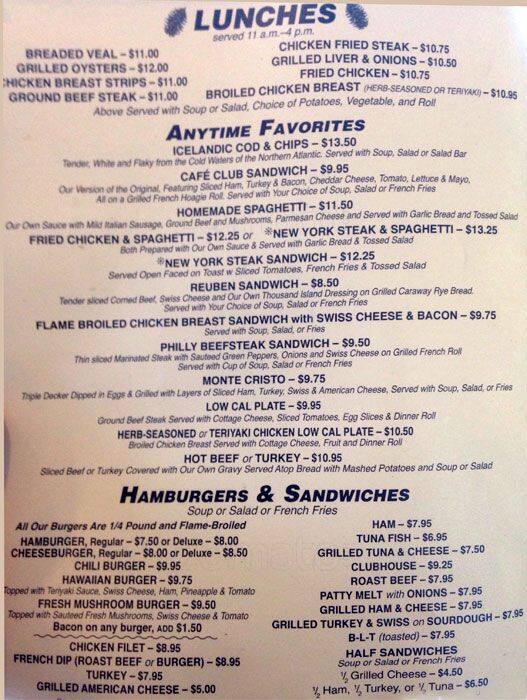 LUNCHES
served 11 a.m.–4 p.m.
BREADED VEAL – $11.00
GRILLED OYSTERS – $12.00
CHICKEN BREAST STRIPS – $11.00
GROUND BEEF STEAK – $11.00
CHICKEN FRIED STEAK – $10.75
GRILLED LIVER & ONIONS – $10.50
FRIED CHICKEN – $10.75
BROILED CHICKEN BREAST (HERB-SEASONED OR TERIYAKI) – $10.95
Above Served with Soup or Salad, Choice of Potatoes, Vegetable, and Roll
ANYTIME FAVORITES
ICELANDIC COD & CHIPS – $13.50
Tender, White and Flaky from the Cold Waters of the Northern Atlantic. Served with Soup, Salad or Salad Bar
CAFÉ CLUB SANDWICH – $9.95
Our Version of the Original, Featuring Sliced Ham, Turkey & Bacon, Cheddar Cheese, Tomato, Lettuce & Mayo,
All on a Grilled French Hoagie Roll. Served with Your Choice of Soup, Salad or French Fries
HOMEMADE SPAGHETTI – $11.50
Our Own Sauce with Mild Italian Sausage, Ground Beef and Mushrooms, Parmesan Cheese and Served with Garlic Bread and Tossed Salad
FRIED CHICKEN & SPAGHETTI – $12.25 or *NEW YORK STEAK & SPAGHETTI – $13.25
Both Prepared with Our Own Sauce & Served with Garlic Bread & Tossed Salad
*NEW YORK STEAK SANDWICH – $12.25
Served Open Faced on Toast w Sliced Tomatoes, French Fries & Tossed Salad
REUBEN SANDWICH – $8.50
Tender sliced Corned Beef, Swiss Cheese and Our Own Thousand Island Dressing on Grilled Caraway Rye Bread.
Served with Your Choice of Soup, Salad or French Fries
FLAME BROILED CHICKEN BREAST SANDWICH with SWISS CHEESE & BACON – $9.75
Served with Soup, Salad, or Fries
PHILLY BEEFSTEAK SANDWICH – $9.50
Thin sliced Marinated Steak with Sauteed Green Peppers, Onions and Swiss Cheese on Grilled French Roll
Served with Cup of Soup, Salad or French Fries
MONTE CRISTO – $9.75
Triple Decker Dipped in Eggs & Grilled with Layers of Sliced Ham, Turkey, Swiss & American Cheese, Served with Soup, Salad, or Fries
LOW CAL PLATE – $9.95
Ground Beef Steak Served with Cottage Cheese, Sliced Tomatoes, Egg Slices & Dinner Roll
HERB-SEASONED or TERIYAKI CHICKEN LOW CAL PLATE – $10.50
Broiled Chicken Breast Served with Cottage Cheese, Fruit and Dinner Roll
HOT BEEF or TURKEY – $10.95
Sliced Beef or Turkey Covered with Our Own Gravy Served Atop Bread with Mashed Potatoes and Soup or Salad
HAMBURGERS & SANDWICHES
Soup or Salad or French Fries
All Our Burgers Are 1/4 Pound and Flame-Broiled
HAMBURGER, Regular – $7.50 or Deluxe – $8.00
CHEESEBURGER, Regular – $8.00 or Deluxe – $8.50
CHILI BURGER – $9.95
HAWAIIAN BURGER – $9.75
Topped with Teriyaki Sauce, Swiss Cheese, Ham, Pineapple & Tomato
FRESH MUSHROOM BURGER – $9.50
Topped with Sauteed Fresh Mushrooms, Swiss Cheese & Tomato
Bacon on any burger, ADD $1.50
CHICKEN FILET – $8.95
FRENCH DIP (ROAST BEEF or BURGER) – $8.95
TURKEY – $7.95
GRILLED AMERICAN CHEESE – $5.00
HAM – $7.95
TUNA FISH – $6.95
GRILLED TUNA & CHEESE – $7.50
CLUBHOUSE – $9.25
ROAST BEEF – $7.95
PATTY MELT with ONIONS – $7.95
GRILLED HAM & CHEESE – $7.95
GRILLED TURKEY & SWISS on SOURDOUGH – $7.95
B-L-T (toasted) – $7.95
HALF SANDWICHES
Soup or Salad or French Fries
½ Grilled Cheese – $4.50
½ Ham, ½ Turkey, or ½ Tuna – $6.50